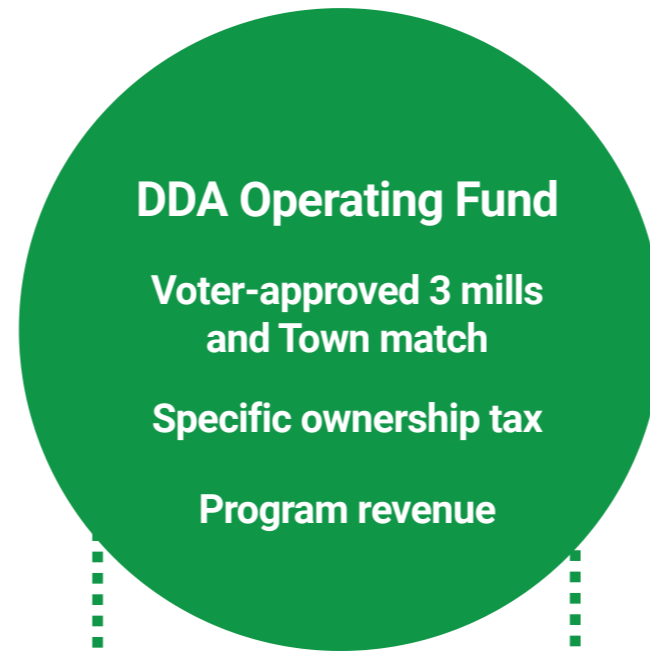 DDA Operating Fund
Voter-approved 3 mills
and Town match
Specific ownership tax
Program revenue